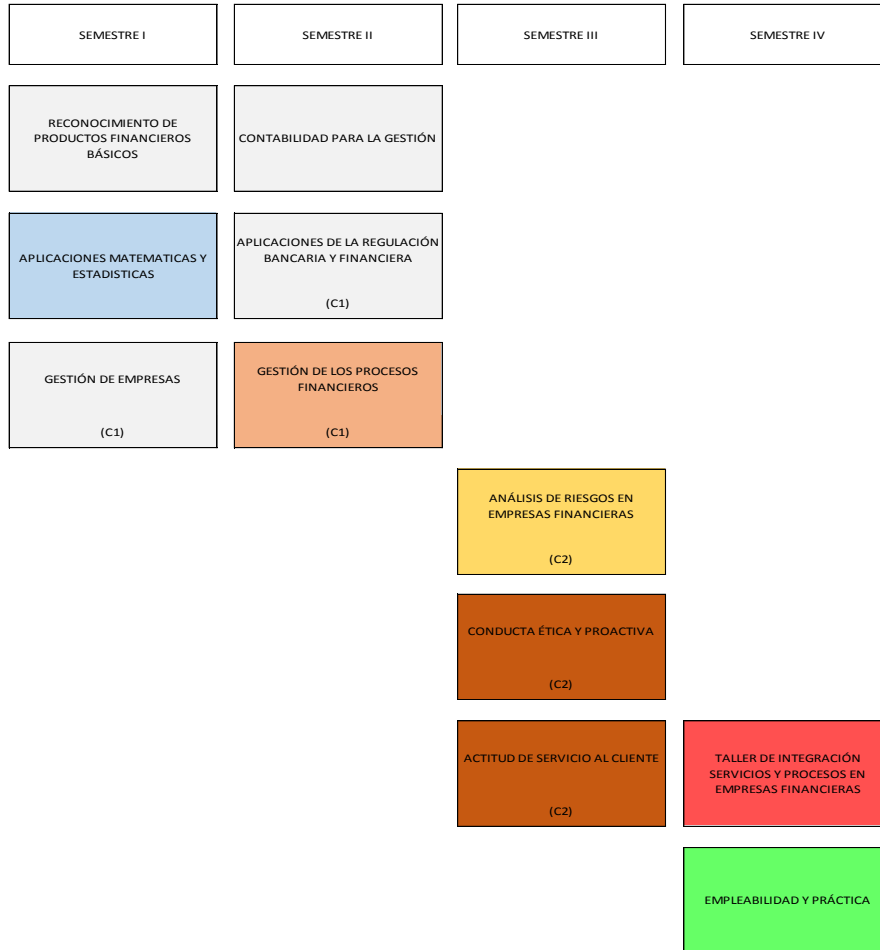 SEMESTRE I
SEMESTRE II
SEMESTRE III
SEMESTRE IV
RECONOCIMIENTO DE
PRODUCTOS FINANCIEROS
BÁSICOS
CONTABILIDAD PARA LA GESTIÓN
APLICACIONES MATEMATICAS Y
ESTADISTICAS
APLICACIONES DE LA REGULACIÓN
BANCARIA Y FINANCIERA
(C1)
GESTIÓN DE EMPRESAS
(C1)
GESTIÓN DE LOS PROCESOS
FINANCIEROS
(C1)
ANÁLISIS DE RIESGOS EN
EMPRESAS FINANCIERAS
(C2)
CONDUCTA ÉTICA Y PROACTIVA
(C2)
ACTITUD DE SERVICIO AL CLIENTE
(C2)
TALLER DE INTEGRACIÓN
SERVICIOS Y PROCESOS EN
EMPRESAS FINANCIERAS
EMPLEABILIDAD Y PRÁCTICA